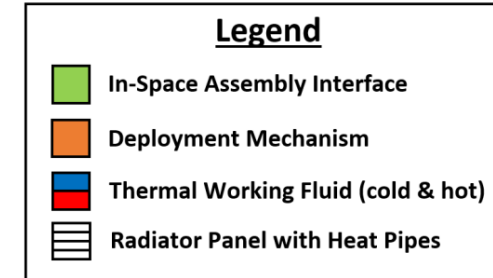 Legend
In-Space Assembly Interface
Deployment Mechanism
Thermal Working Fluid (cold & hot)
Radiator Panel with Heat Pipes